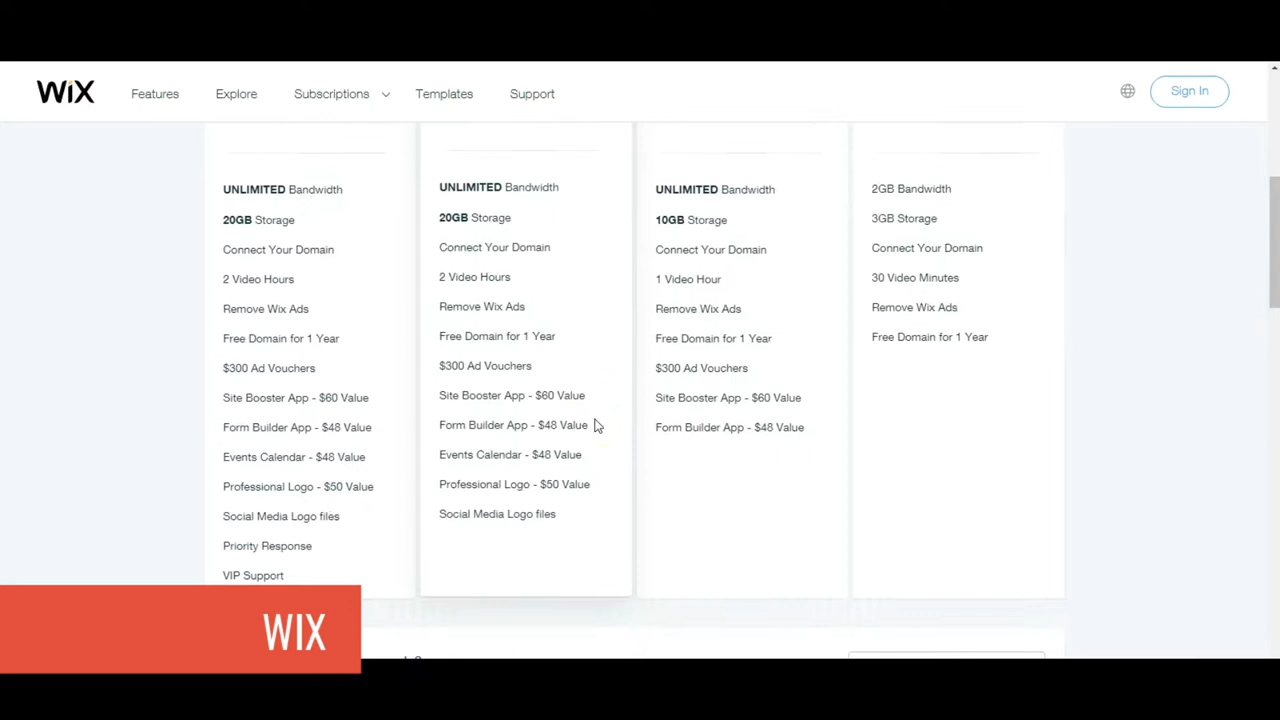 WiX
Features
Explore
Subscriptions
Templates
Support
Sign In
UNLIMITED Bandwidth
20GB Storage
Connect Your Domain
2 Video Hours
Remove Wix Ads
Free Domain for 1 Year
$300 Ad Vouchers
Site Booster App - $60 Value
Form Builder App - $48 Value
Events Calendar - $48 Value
Professional Logo - $50 Value
Social Media Logo files
Priority Response
VIP Support
UNLIMITED Bandwidth
20GB Storage
Connect Your Domain
2 Video Hours
Remove Wix Ads
Free Domain for 1 Year
$300 Ad Vouchers
Site Booster App - $60 Value
Form Builder App - $48 Value
Events Calendar - $48 Value
Professional Logo - $50 Value
Social Media Logo files
UNLIMITED Bandwidth
10GB Storage
Connect Your Domain
1 Video Hour
Remove Wix Ads
Free Domain for 1 Year
$300 Ad Vouchers
Site Booster App - $60 Value
Form Builder App - $48 Value
2GB Bandwidth
3GB Storage
Connect Your Domain
30 Video Minutes
Remove Wix Ads
Free Domain for 1 Year
WIX